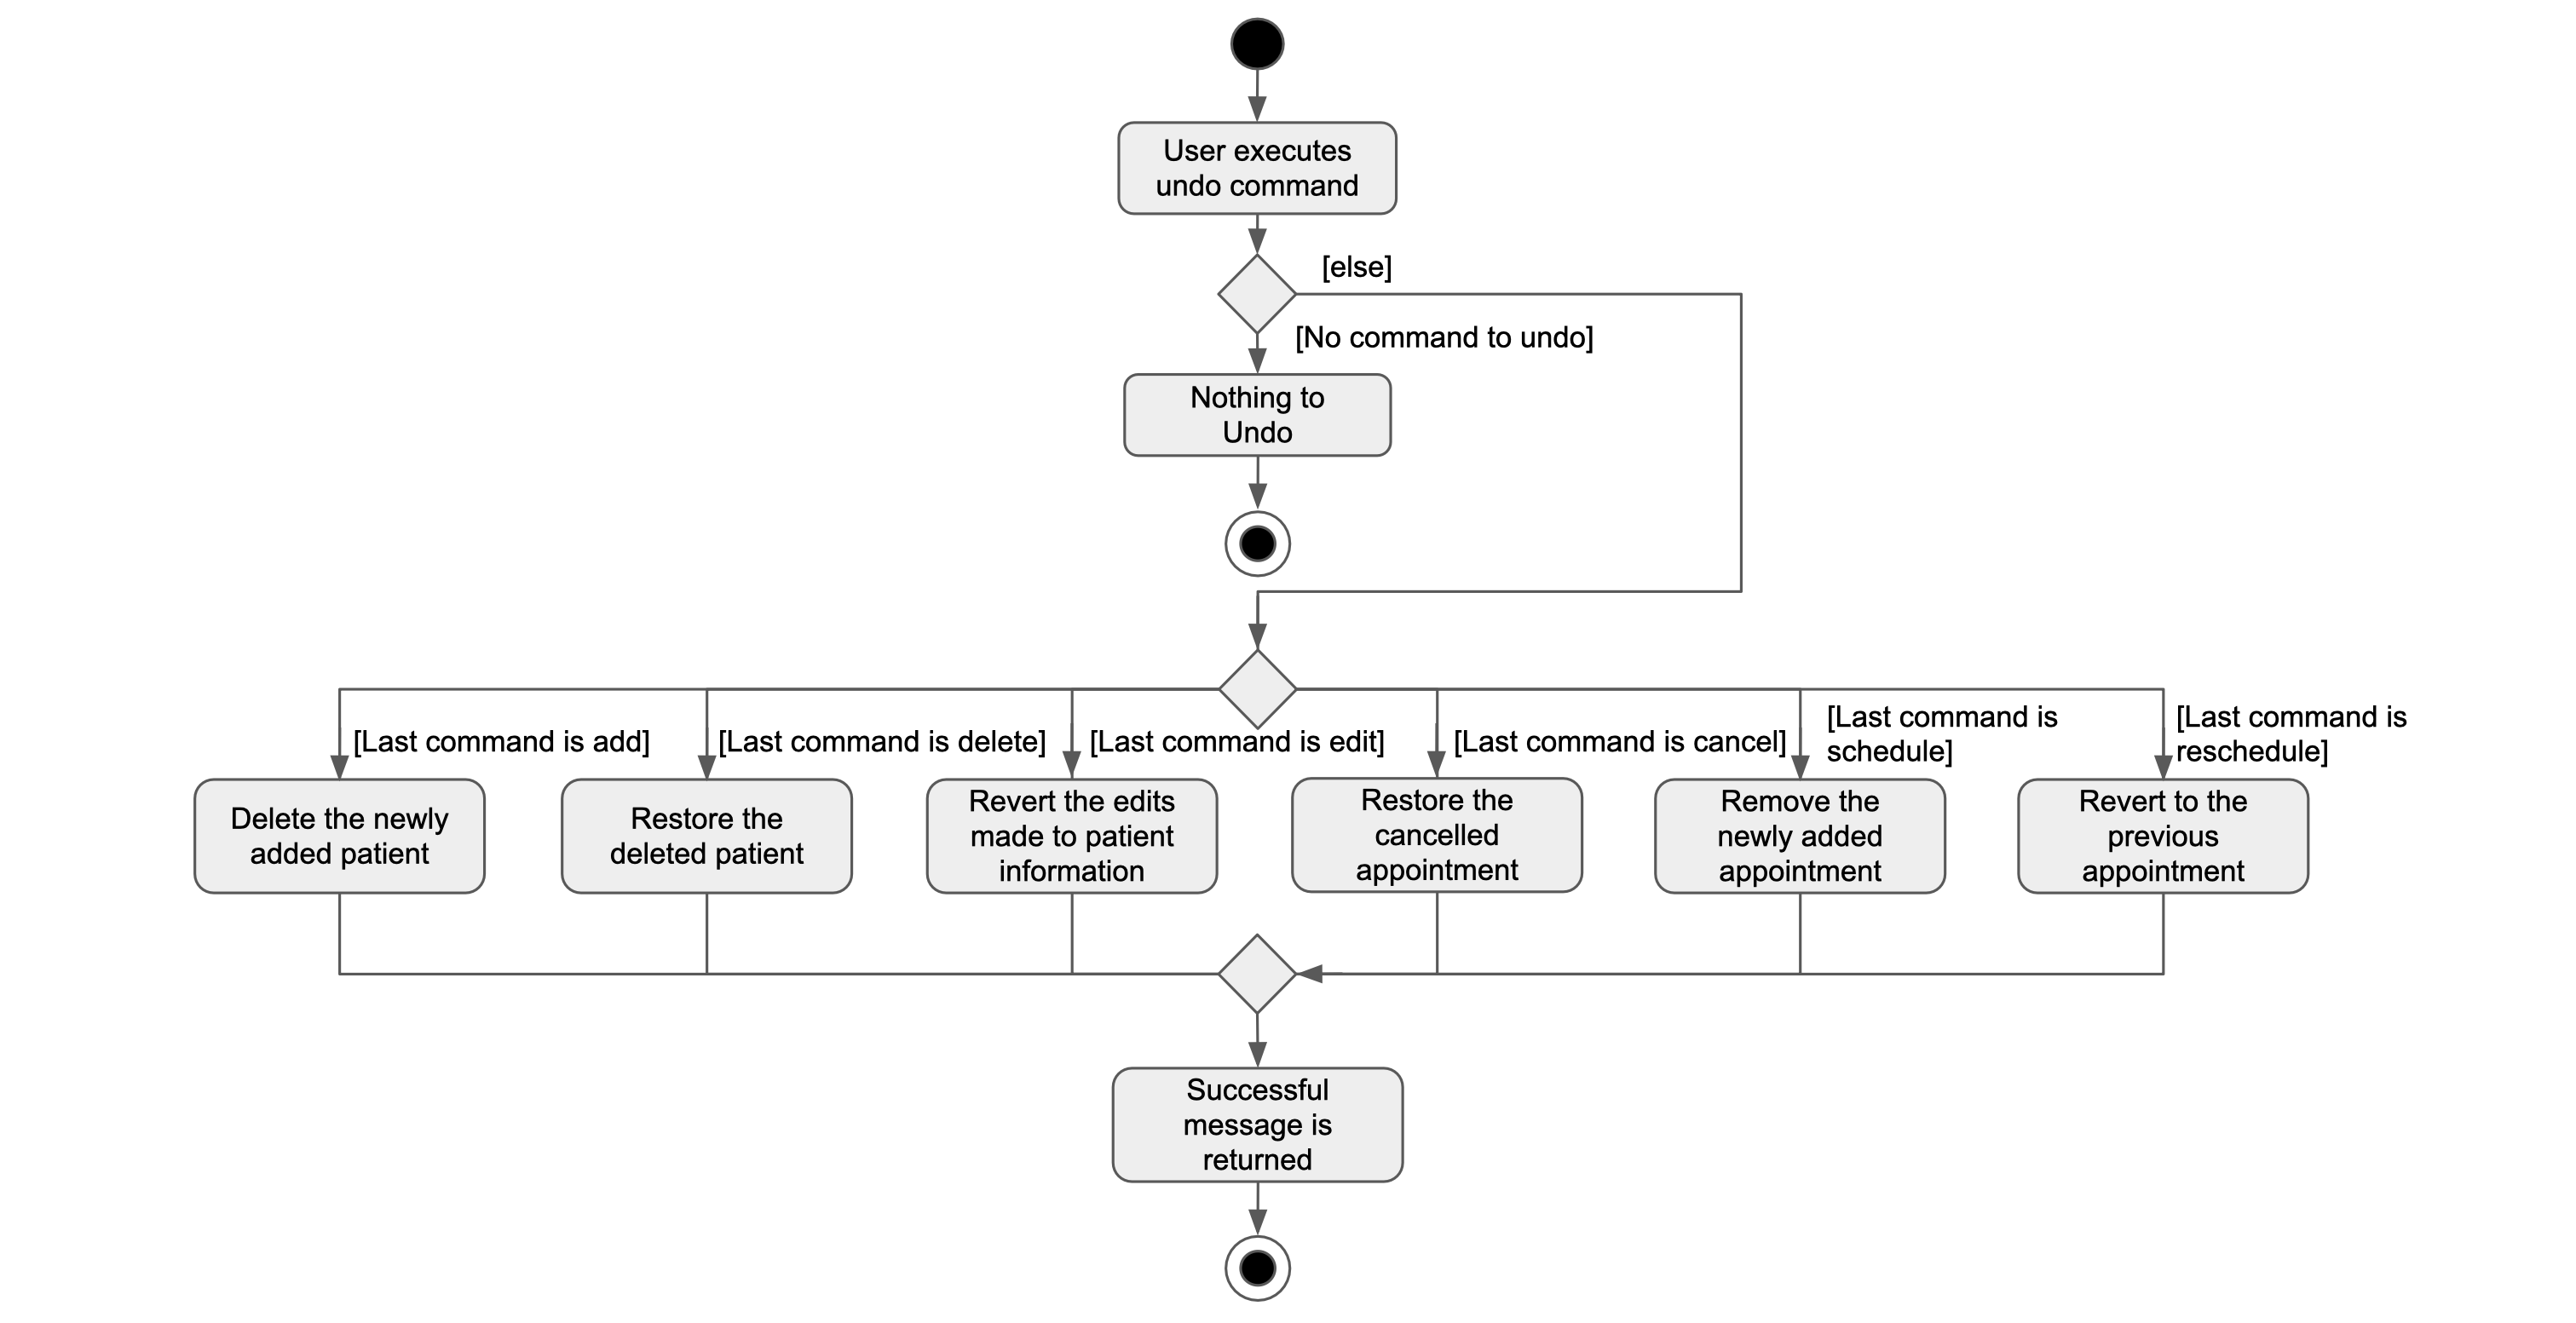 User executes
undo command
[else]
[No command to undo]
Nothing to
Undo
[Last command is add]
[Last command is delete]
[Last command is edit]
[Last command is cancel]
[Last command is
schedule]
[Last command is
reschedule]
Delete the newly
added patient
Restore the
deleted patient
Revert the edits
made to patient
information
Restore the
cancelled
appointment
Remove the
newly added
appointment
Revert to the
previous
appointment
Successful
message is
returned